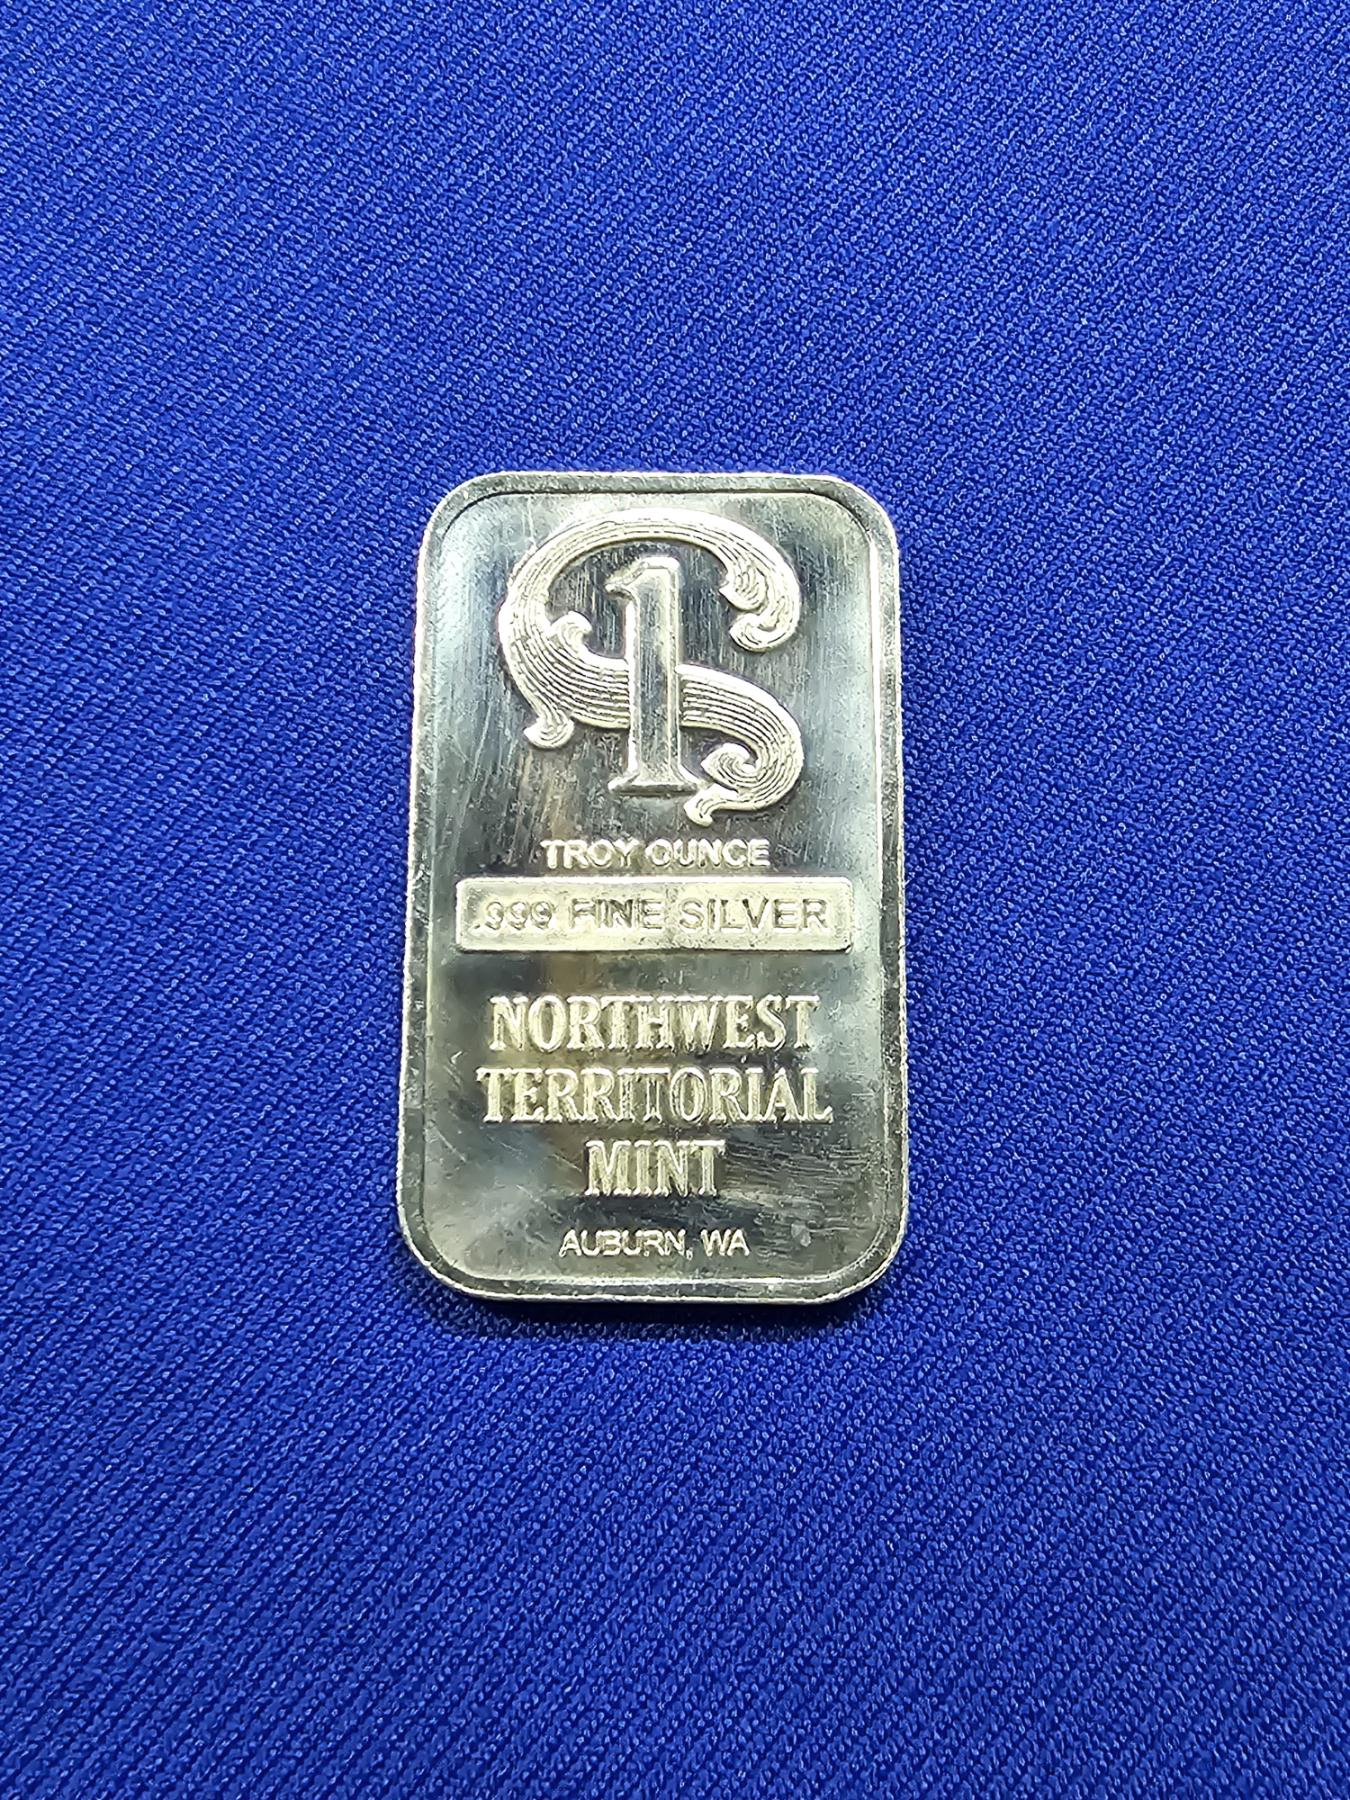 1
TROY OUNCE
.999 FINE SILVER
NORTHWEST
TERRITORIAL
MINT
AUBURN, WA